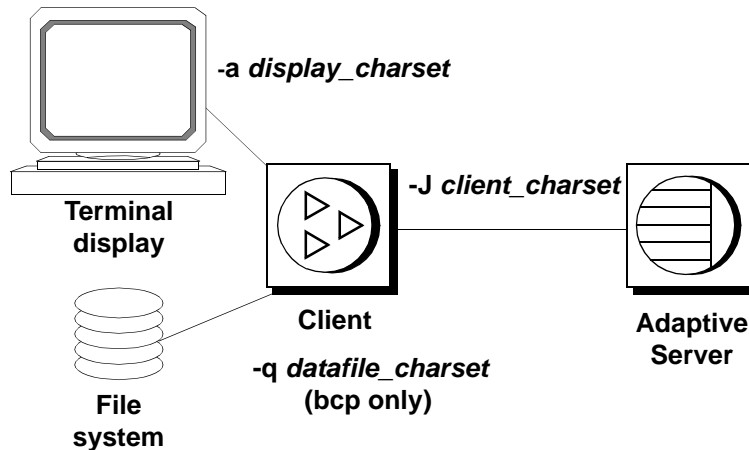 -a display_charset
-J client_charset
Terminal
display
Client
Adaptive
Server
-q datafile_charset
(bcp only)
File
system